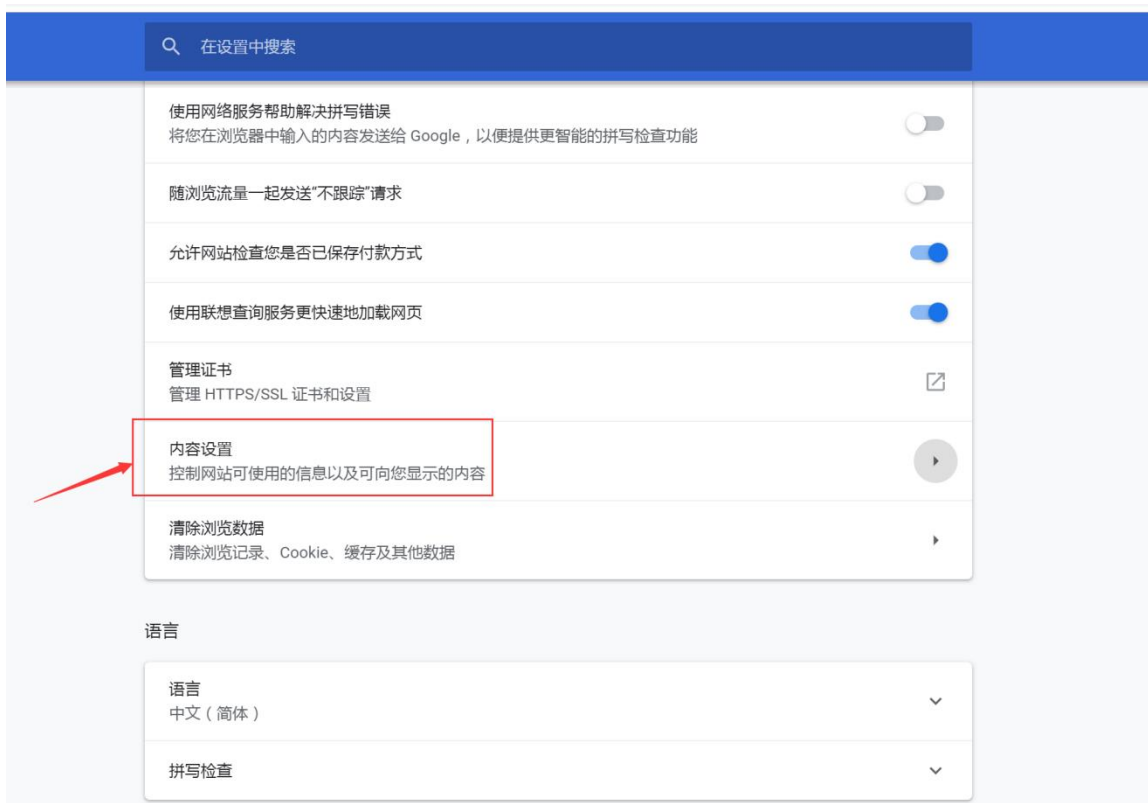 在设置中搜索
使用网络服务帮助解决拼写错误
将您在浏览器中输入的内容发送给 Google，以便提供更智能的拼写检查功能
随浏览流量一起发送“不跟踪”请求
允许网站检查您是否已保存付款方式
使用联想查询服务更快速地加载网页
管理证书
管理 HTTPS/SSL 证书和设置
内容设置
控制网站可使用的信息以及可向您显示的内容
清除浏览数据
清除浏览记录、Cookie、缓存及其他数据
语言
语言
中文（简体）
拼写检查